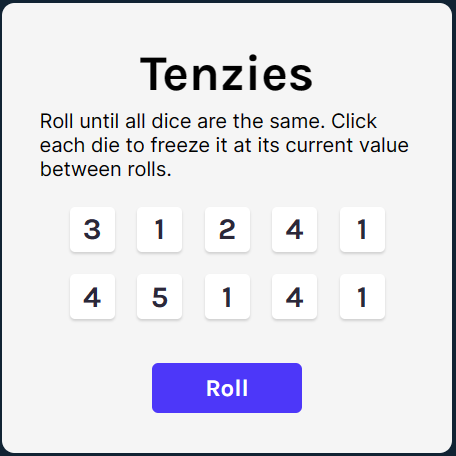 Tenzies
Roll until all dice are the same. Click
each die to freeze it at its current value
between rolls.
3 1 2 4 1
4 5 1 4 1
Roll